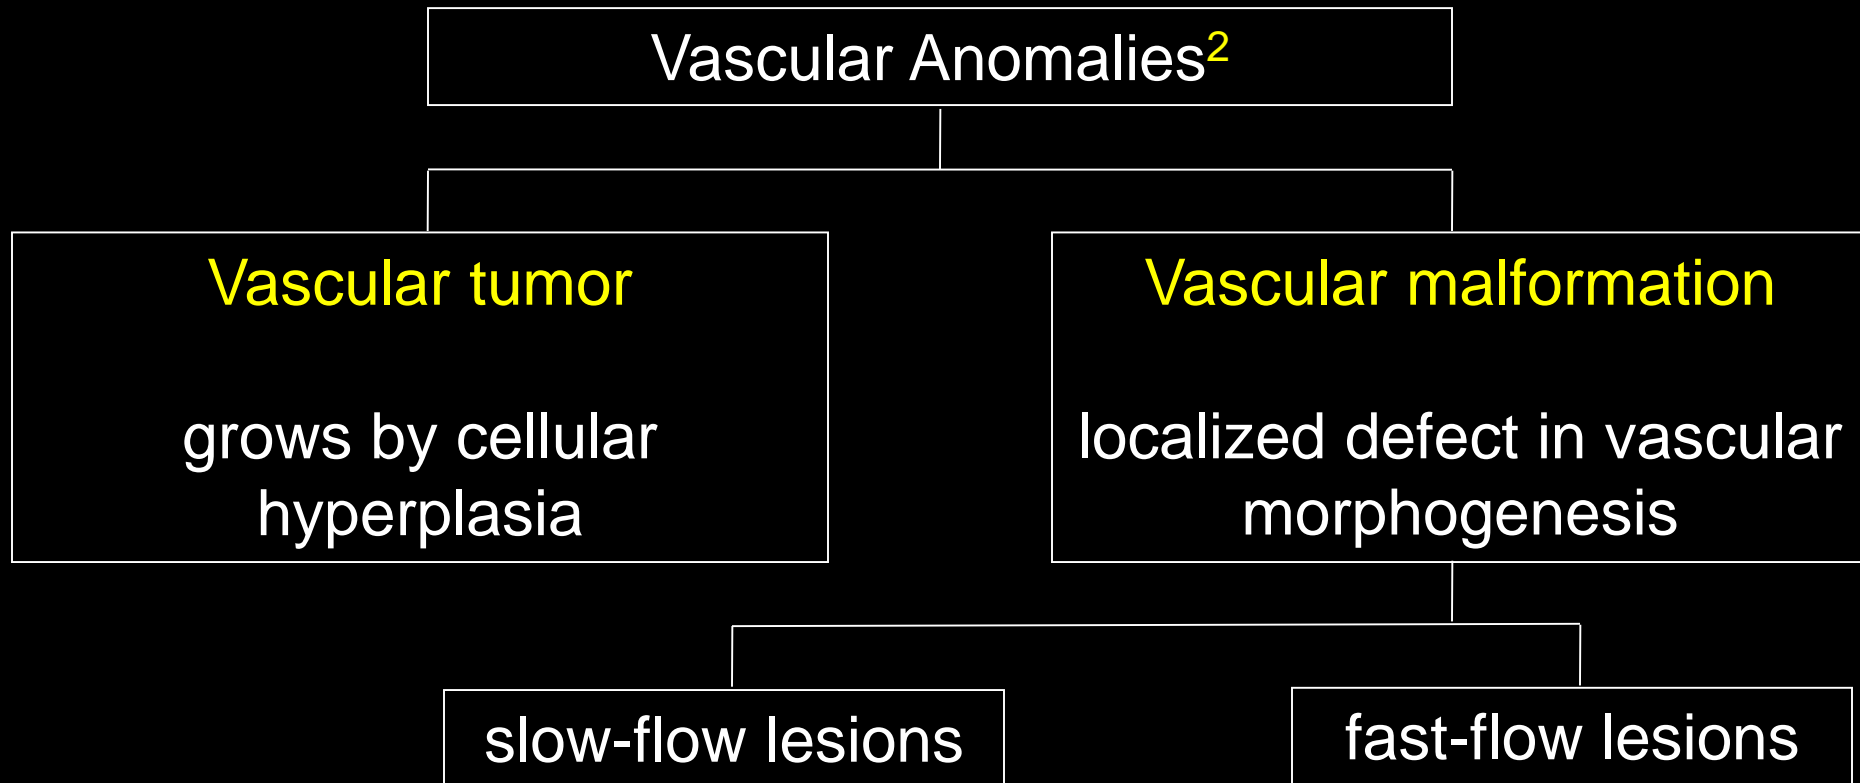 Vascular Anomalies²
Vascular tumor
grows by cellular
hyperplasia
Vascular malformation
localized defect in vascular
morphogenesis
slow-flow lesions
fast-flow lesions